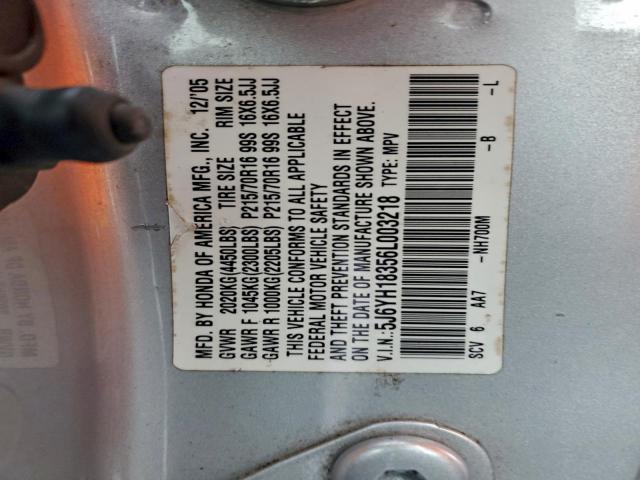 MFD. BY HONDA OF AMERICA MFG., INC. 12/'05
GVWR 2020KG(4450LBS) TIRE SIZE RIM SIZE
GAWR F 1045KG(2300LBS) P215/70R16 99S 16X6.5JJ
GAWR R 1000KG(2205LBS) P215/70R16 99S 16X6.5JJ
THIS VEHICLE CONFORMS TO ALL APPLICABLE
FEDERAL MOTOR VEHICLE SAFETY
AND THEFT PREVENTION STANDARDS IN EFFECT
ON THE DATE OF MANUFACTURE SHOWN ABOVE.
V.I.N.:5J6YH18356L003218 TYPE: MPV
SCV 6 AA7 -NH700M -B -L